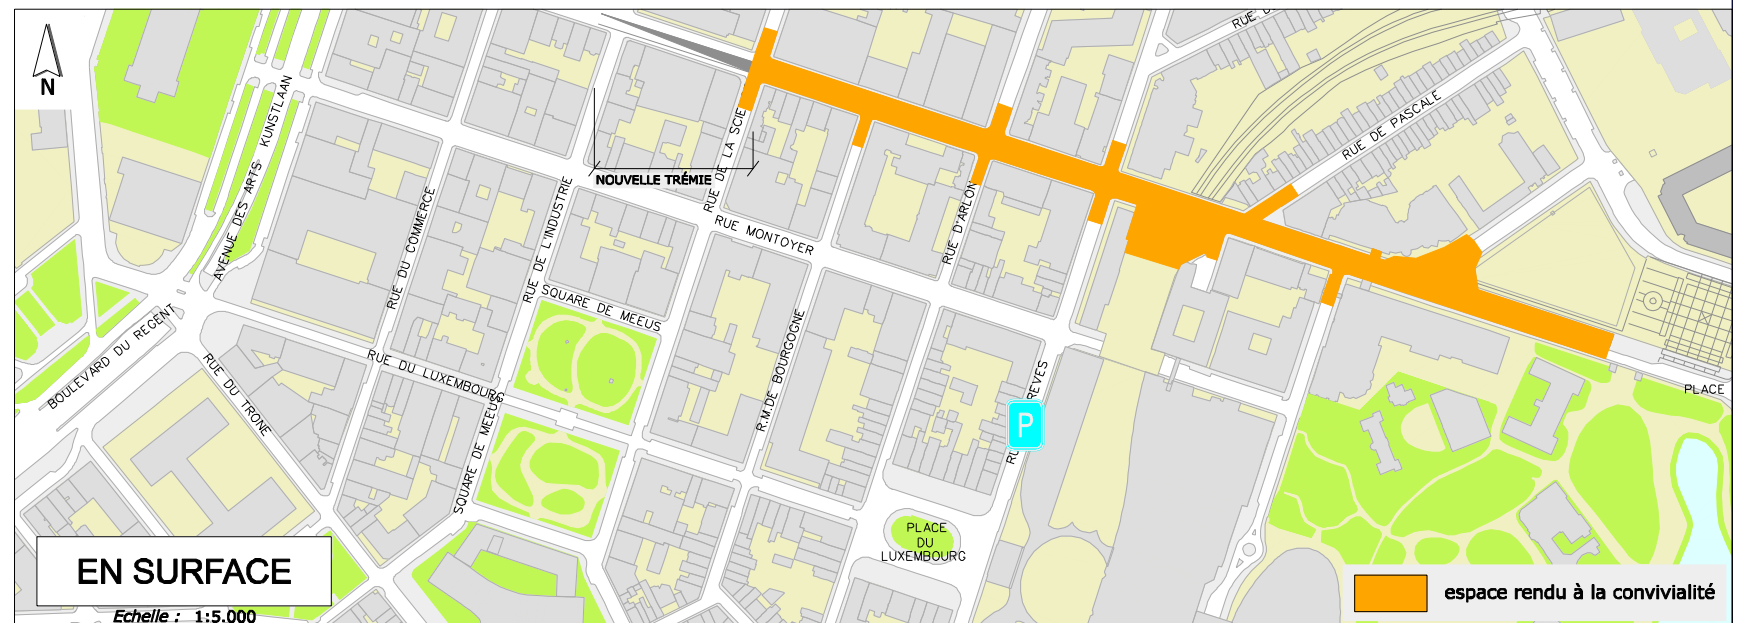 N
RUE D
AVENUE DES ARTS KUNSTLAAN
RUE DE LA SCIE
RUE DE PASCALE
NOUVELLE TRÉMIE
RUE DU COMMERCE
RUE DE L'INDUSTRIE
RUE MONTOYER
RUE D'ARLON
SQUARE DE MEEUS
BOULEVARD DU REGENT
RUE DU TRONE
RUE DU LUXEMBOURG
R.M.DE BOURGOGNE
REVES
P
PLACE
SQUARE DE MEEUS
PLACE
DU
LUXEMBOURG
EN SURFACE
Echelle : 1:5.000
espace rendu à la convivialité